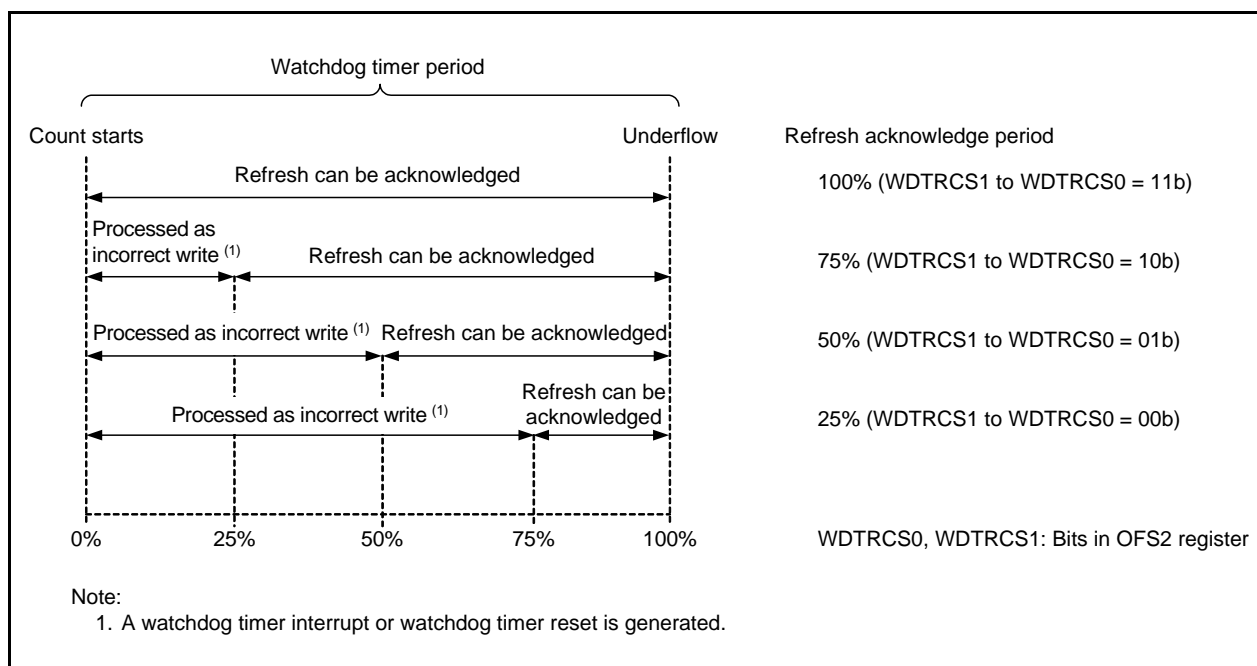 Watchdog timer period
Count starts
Underflow
Refresh acknowledge period
Refresh can be acknowledged
100% (WDTRCS1 to WDTRCS0 = 11b)
Processed as
incorrect write (1)
Refresh can be acknowledged
75% (WDTRCS1 to WDTRCS0 = 10b)
Processed as incorrect write (1)
Refresh can be acknowledged
50% (WDTRCS1 to WDTRCS0 = 01b)
Processed as incorrect write (1)
Refresh can be
acknowledged
25% (WDTRCS1 to WDTRCS0 = 00b)
0%
25%
50%
75%
100%
WDTRCS0, WDTRCS1: Bits in OFS2 register
Note:
1. A watchdog timer interrupt or watchdog timer reset is generated.